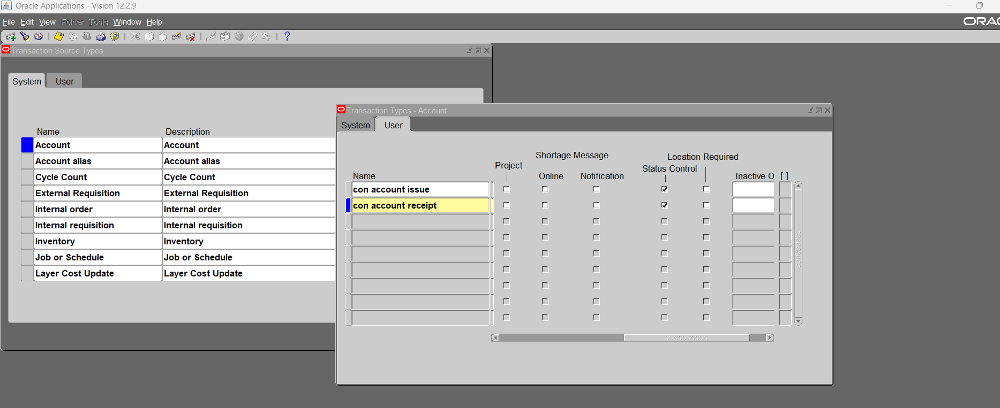 Oracle Applications - Vision 12.2.9
File Edit View Folder Tools Window Help
ORAC
Transaction Source Types
System User
Name Description
Account Account
Account alias Account alias
Cycle Count Cycle Count
External Requisition External Requisition
Internal order Internal order
Internal requisition Internal requisition
Inventory Inventory
Job or Schedule Job or Schedule
Layer Cost Update Layer Cost Update
Transaction Types - Account
System User
Shortage Message Location Required
Project Status Control
Name Online Notification Inactive O [ ]
con account issue
con account receipt